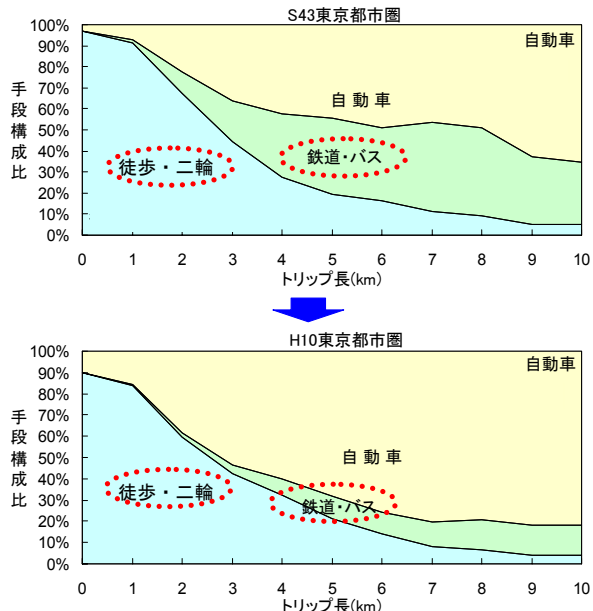 S43東京都市圏
100%
90%
80%
70%
60%
50%
40%
30%
20%
10%
0%
手段構成比
自動車
自 動 車
徒歩・二輪
鉄道・バス
0 1 2 3 4 5 6 7 8 9 10
トリップ長(km)
H10東京都市圏
100%
90%
80%
70%
60%
50%
40%
30%
20%
10%
0%
手段構成比
自動車
自 動 車
徒歩・二輪
鉄道・バス
0 1 2 3 4 5 6 7 8 9 10
トリップ長(km)